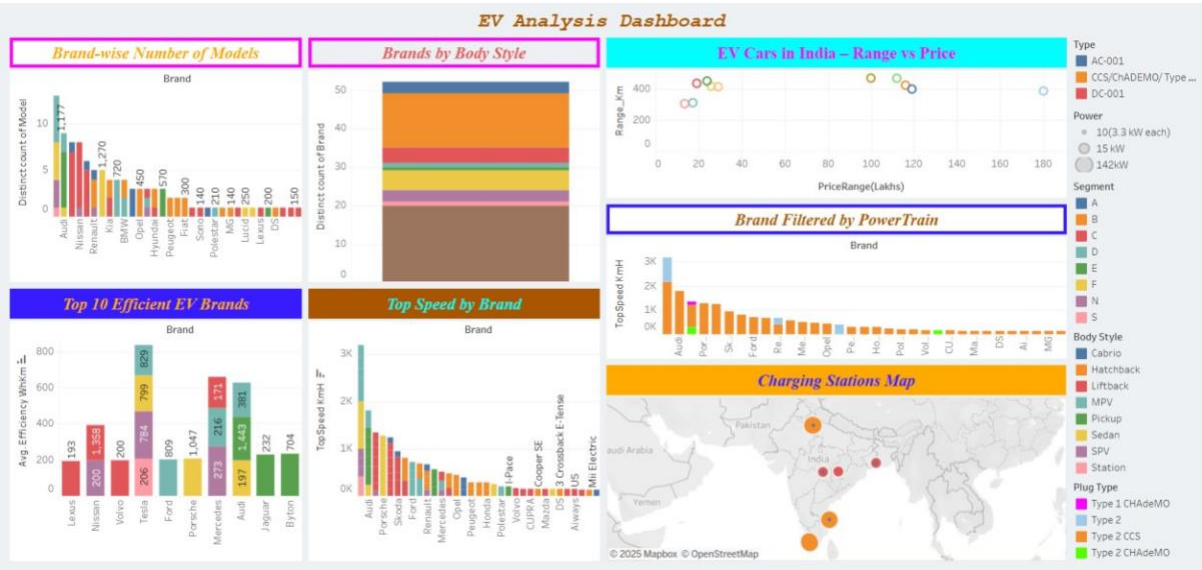 EV Analysis Dashboard
Brand-wise Number of Models
Brand
Distinct count of Model
10
5
0
1,177
1,270
720
450
570
300
140
210
140
250
200
150
Audi
Nissan
Renault
Kia
BMW
Opel
Hyundai
Peugeot
Fiat
Sono
Polestar
MG
Lucid
Lexus
DS
Brands by Body Style
Distinct count of Brand
50
40
30
20
10
0
EV Cars in India – Range vs Price
Range_Km
400
200
0
0 20 40 60 80 100 120 140 160 180
PriceRange(Lakhs)
Brand Filtered by PowerTrain
Brand
TopSpeed KmH
3K
2K
1K
0K
Audi
Por..
Sk..
Ford
Re..
Me..
Opel
Pe..
Ho..
Pol..
Vol..
CU..
Ma..
DS
Ai..
MG
Top 10 Efficient EV Brands
Brand
Avg. Efficiency WhKm
800
600
400
200
0
193
1,358
200
200
829
799
784
206
809
1,047
171
216
273
381
1,443
197
232
704
Lexus
Nissan
Volvo
Tesla
Ford
Porsche
Mercedes
Audi
Jaguar
Byton
Top Speed by Brand
Brand
TopSpeed KmH
3K
2K
1K
0K
I-Pace
Cooper SE
3 Crossback E-Tense
U5
Mii Electric
Audi
Porsche
Skoda
Ford
Renault
Mercedes
Opel
Peugeot
Honda
Polestar
Volvo
CUPRA
Mazda
DS
Aiways
SEAT
Charging Stations Map
Pakistan
audi Arabia
India
Yemen
© 2025 Mapbox © OpenStreetMap
Type
AC-001
CCS/ChADEMO/ Type ...
DC-001
Power
10(3.3 kW each)
15 kW
142kW
Segment
A
B
C
D
E
F
N
S
Body Style
Cabrio
Hatchback
Liftback
MPV
Pickup
Sedan
SPV
Station
Plug Type
Type 1 CHAdeMO
Type 2
Type 2 CCS
Type 2 CHAdeMO